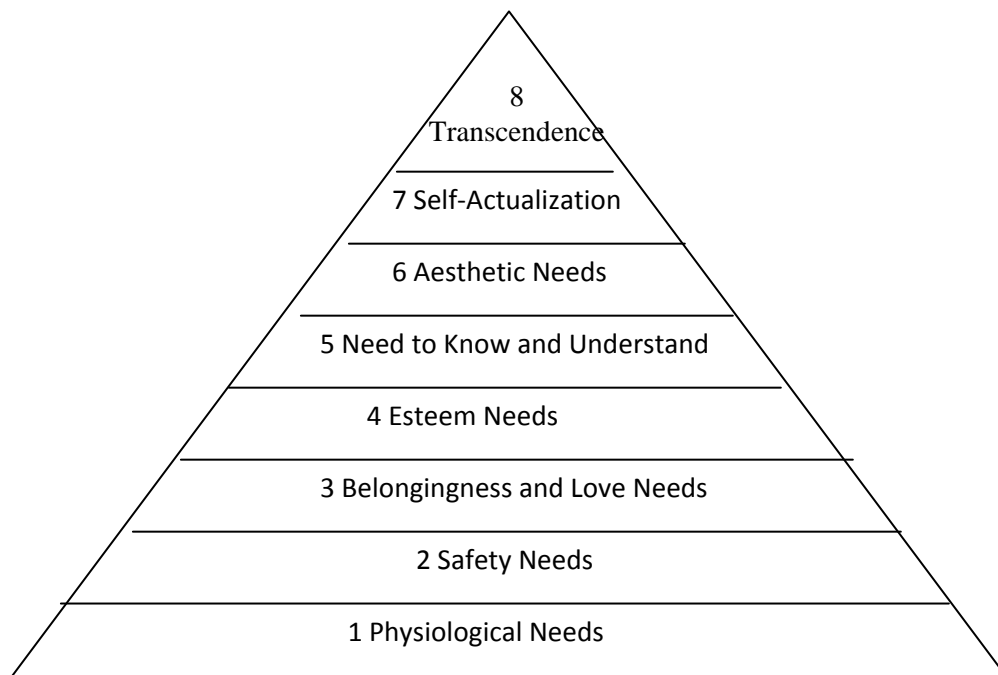 8
Transcendence
7 Self-Actualization
6 Aesthetic Needs
5 Need to Know and Understand
4 Esteem Needs
3 Belongingness and Love Needs
2 Safety Needs
1 Physiological Needs